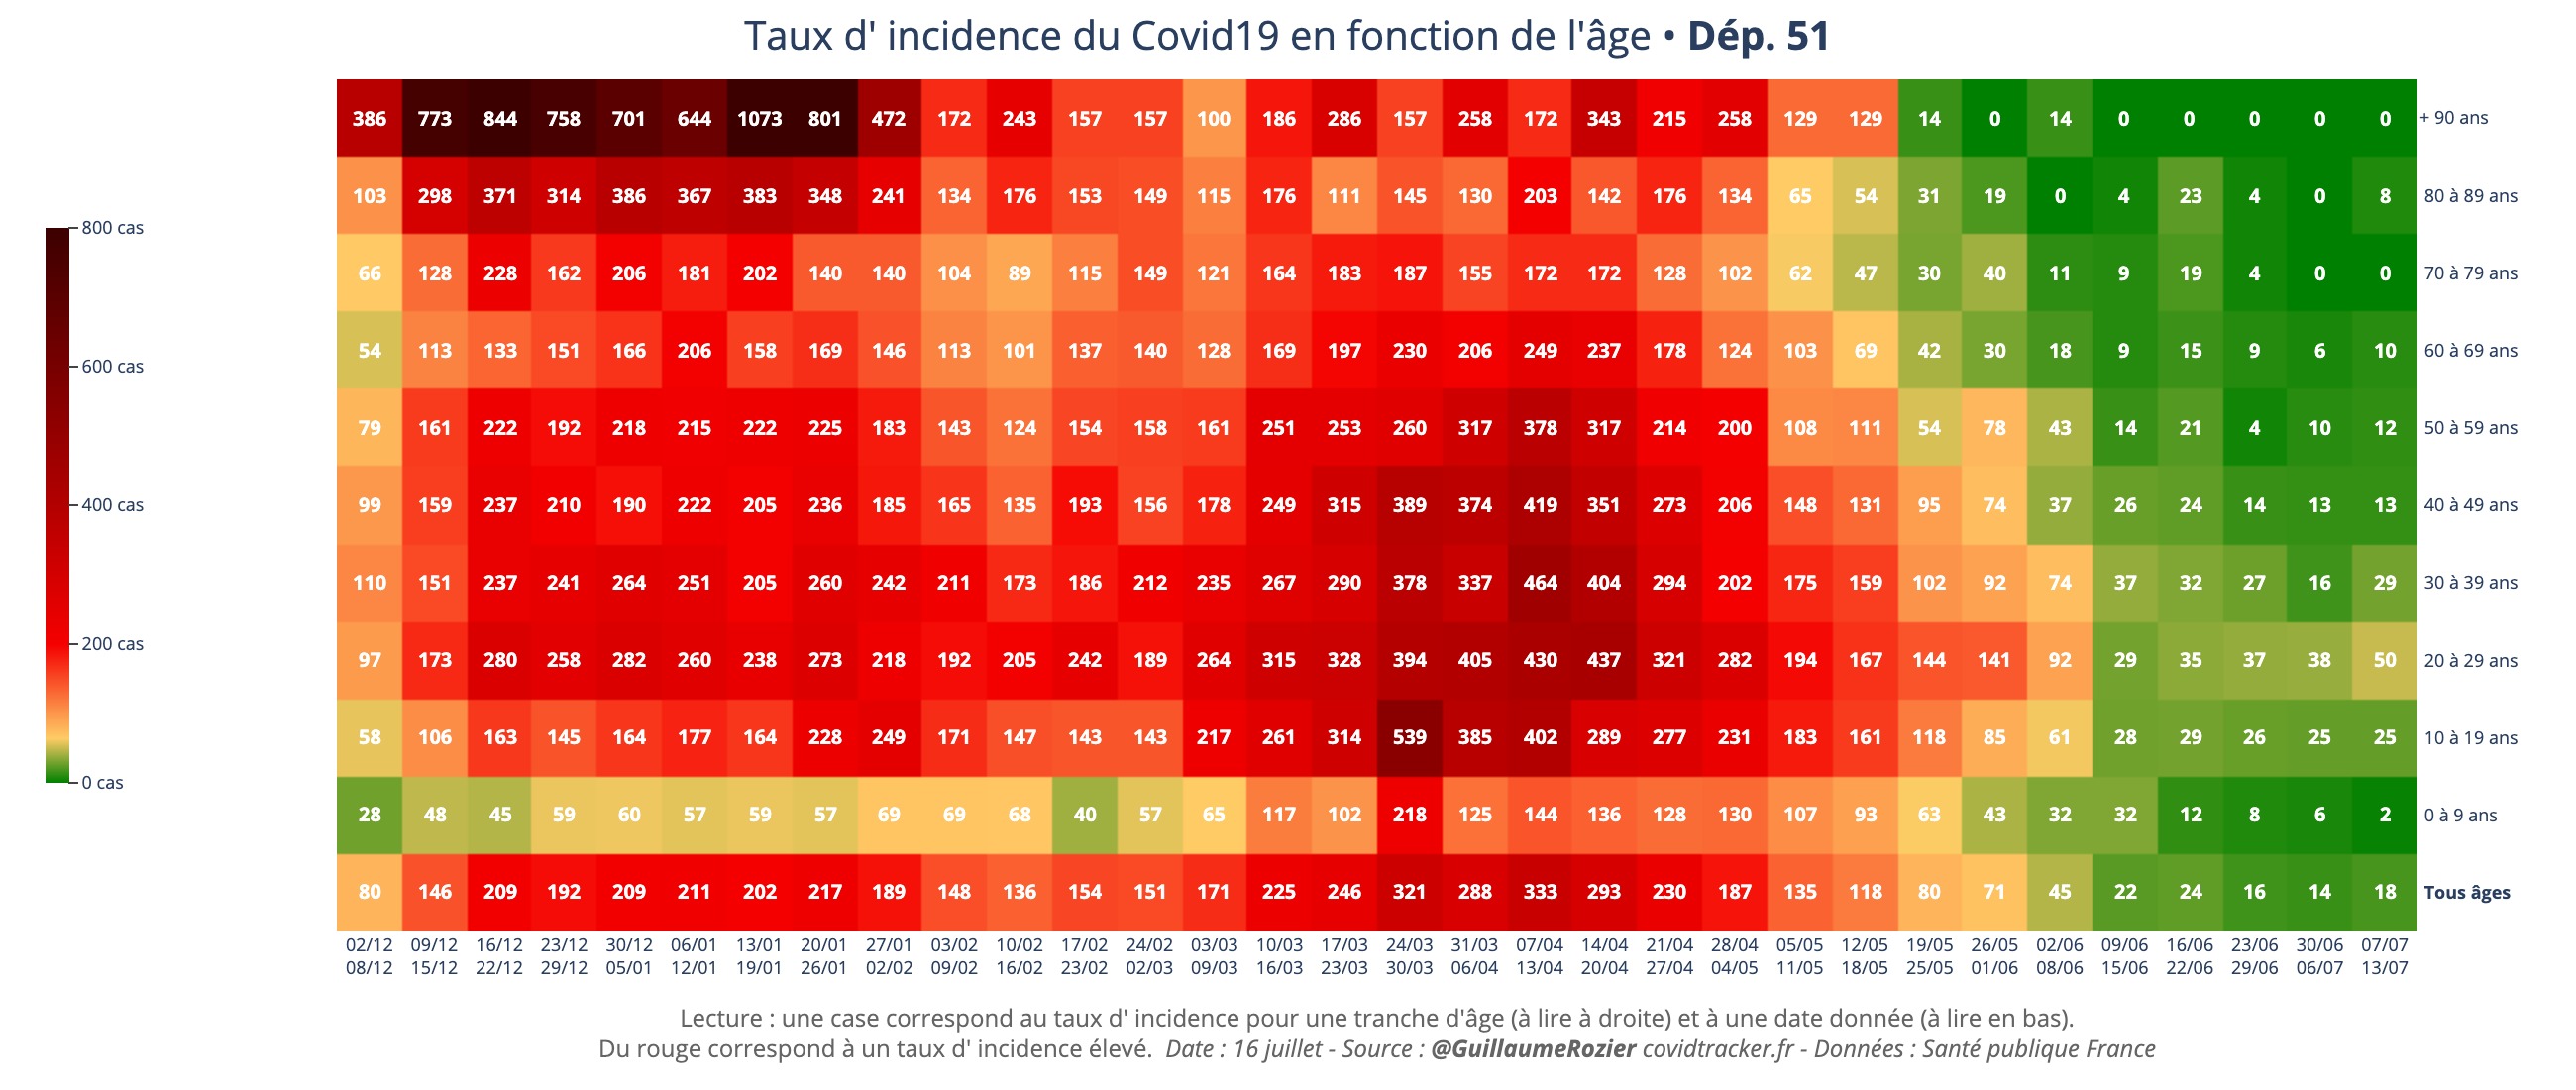 Taux d' incidence du Covid19 en fonction de l'âge • Dép. 51
800 cas
600 cas
400 cas
200 cas
0 cas
386 773 844 758 701 644 1073 801 472 172 243 157 157 100 186 286 157 258 172 343 215 258 129 129 14 0 14 0 0 0 0 0 + 90 ans
103 298 371 314 386 367 383 348 241 134 176 153 149 115 176 111 145 130 203 142 176 134 65 54 31 19 0 4 23 4 0 8 80 à 89 ans
66 128 228 162 206 181 202 140 140 104 89 115 149 121 164 183 187 155 172 172 128 102 62 47 30 40 11 9 19 4 0 0 70 à 79 ans
54 113 133 151 166 206 158 169 146 113 101 137 140 128 169 197 230 206 249 237 178 124 103 69 42 30 18 9 15 9 6 10 60 à 69 ans
79 161 222 192 218 215 222 225 183 143 124 154 158 161 251 253 260 317 378 317 214 200 108 111 54 78 43 14 21 4 10 12 50 à 59 ans
99 159 237 210 190 222 205 236 185 165 135 193 156 178 249 315 389 374 419 351 273 206 148 131 95 74 37 26 24 14 13 13 40 à 49 ans
110 151 237 241 264 251 205 260 242 211 173 186 212 235 267 290 378 337 464 404 294 202 175 159 102 92 74 37 32 27 16 29 30 à 39 ans
97 173 280 258 282 260 238 273 218 192 205 242 189 264 315 328 394 405 430 437 321 282 194 167 144 141 92 29 35 37 38 50 20 à 29 ans
58 106 163 145 164 177 164 228 249 171 147 143 143 217 261 314 539 385 402 289 277 231 183 161 118 85 61 28 29 26 25 25 10 à 19 ans
28 48 45 59 60 57 59 57 69 69 68 40 57 65 117 102 218 125 144 136 128 130 107 93 63 43 32 32 12 8 6 2 0 à 9 ans
80 146 209 192 209 211 202 217 189 148 136 154 151 171 225 246 321 288 333 293 230 187 135 118 80 71 45 22 24 16 14 18 Tous âges
02/12 09/12 16/12 23/12 30/12 06/01 13/01 20/01 27/01 03/02 10/02 17/02 24/02 03/03 10/03 17/03 24/03 31/03 07/04 14/04 21/04 28/04 05/05 12/05 19/05 26/05 02/06 09/06 16/06 23/06 30/06 07/07
08/12 15/12 22/12 29/12 05/01 12/01 19/01 26/01 02/02 09/02 16/02 23/02 02/03 09/03 16/03 23/03 30/03 06/04 13/04 20/04 27/04 04/05 11/05 18/05 25/05 01/06 08/06 15/06 22/06 29/06 06/07 13/07
Lecture : une case correspond au taux d' incidence pour une tranche d'âge (à lire à droite) et à une date donnée (à lire en bas).
Du rouge correspond à un taux d' incidence élevé. Date : 16 juillet - Source : @GuillaumeRozier covidtracker.fr - Données : Santé publique France